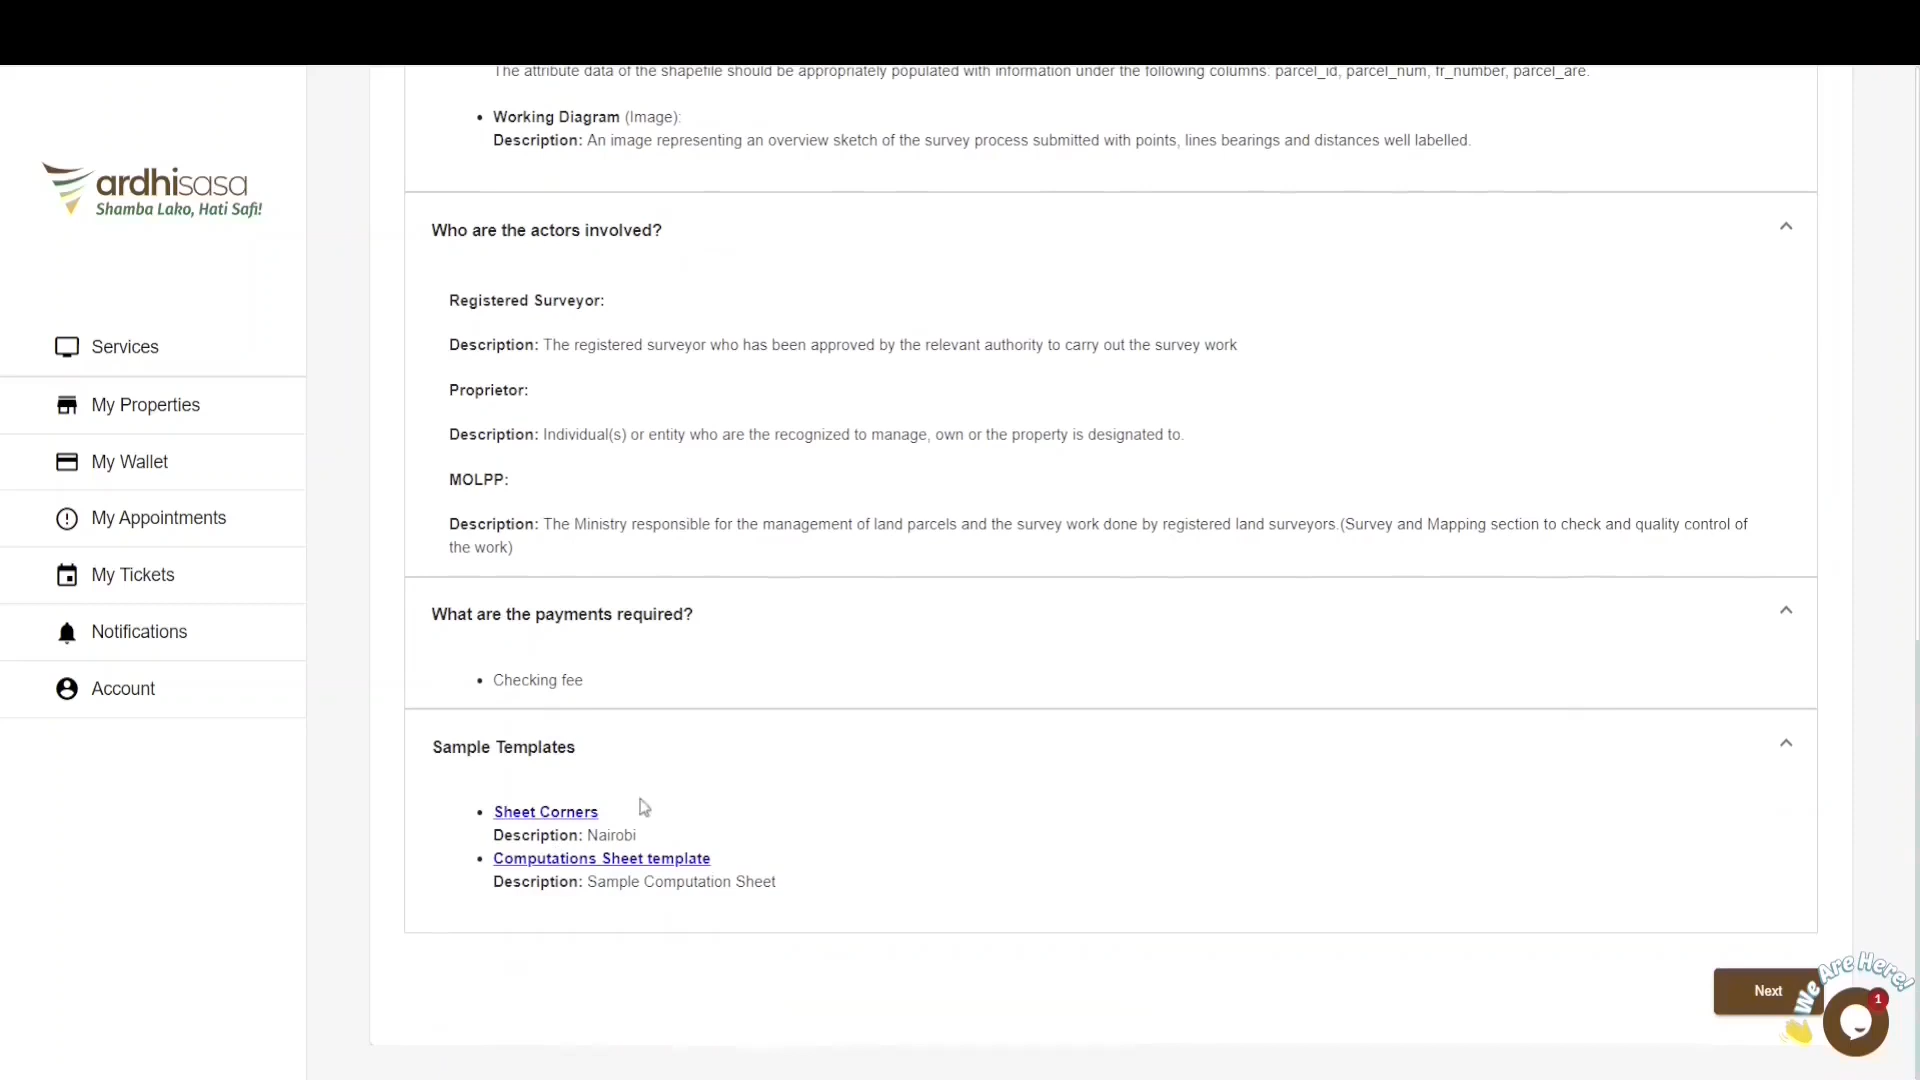 The attribute data of the shapefile should be appropriately populated with information under the following columns: parcel_id, parcel_num, fr_number, parcel_are.
• Working Diagram (Image):
Description: An image representing an overview sketch of the survey process submitted with points, lines bearings and distances well labelled.
ardhisasa
Shamba Lako, Hati Safi!
Services
My Properties
My Wallet
My Appointments
My Tickets
Notifications
Account
Who are the actors involved?
Registered Surveyor:
Description: The registered surveyor who has been approved by the relevant authority to carry out the survey work
Proprietor:
Description: Individual(s) or entity who are the recognized to manage, own or the property is designated to.
MOLPP:
Description: The Ministry responsible for the management of land parcels and the survey work done by registered land surveyors.(Survey and Mapping section to check and quality control of
the work)
What are the payments required?
• Checking fee
Sample Templates
• Sheet Corners
Description: Nairobi
• Computations Sheet template
Description: Sample Computation Sheet
Next
We Are Here!
1